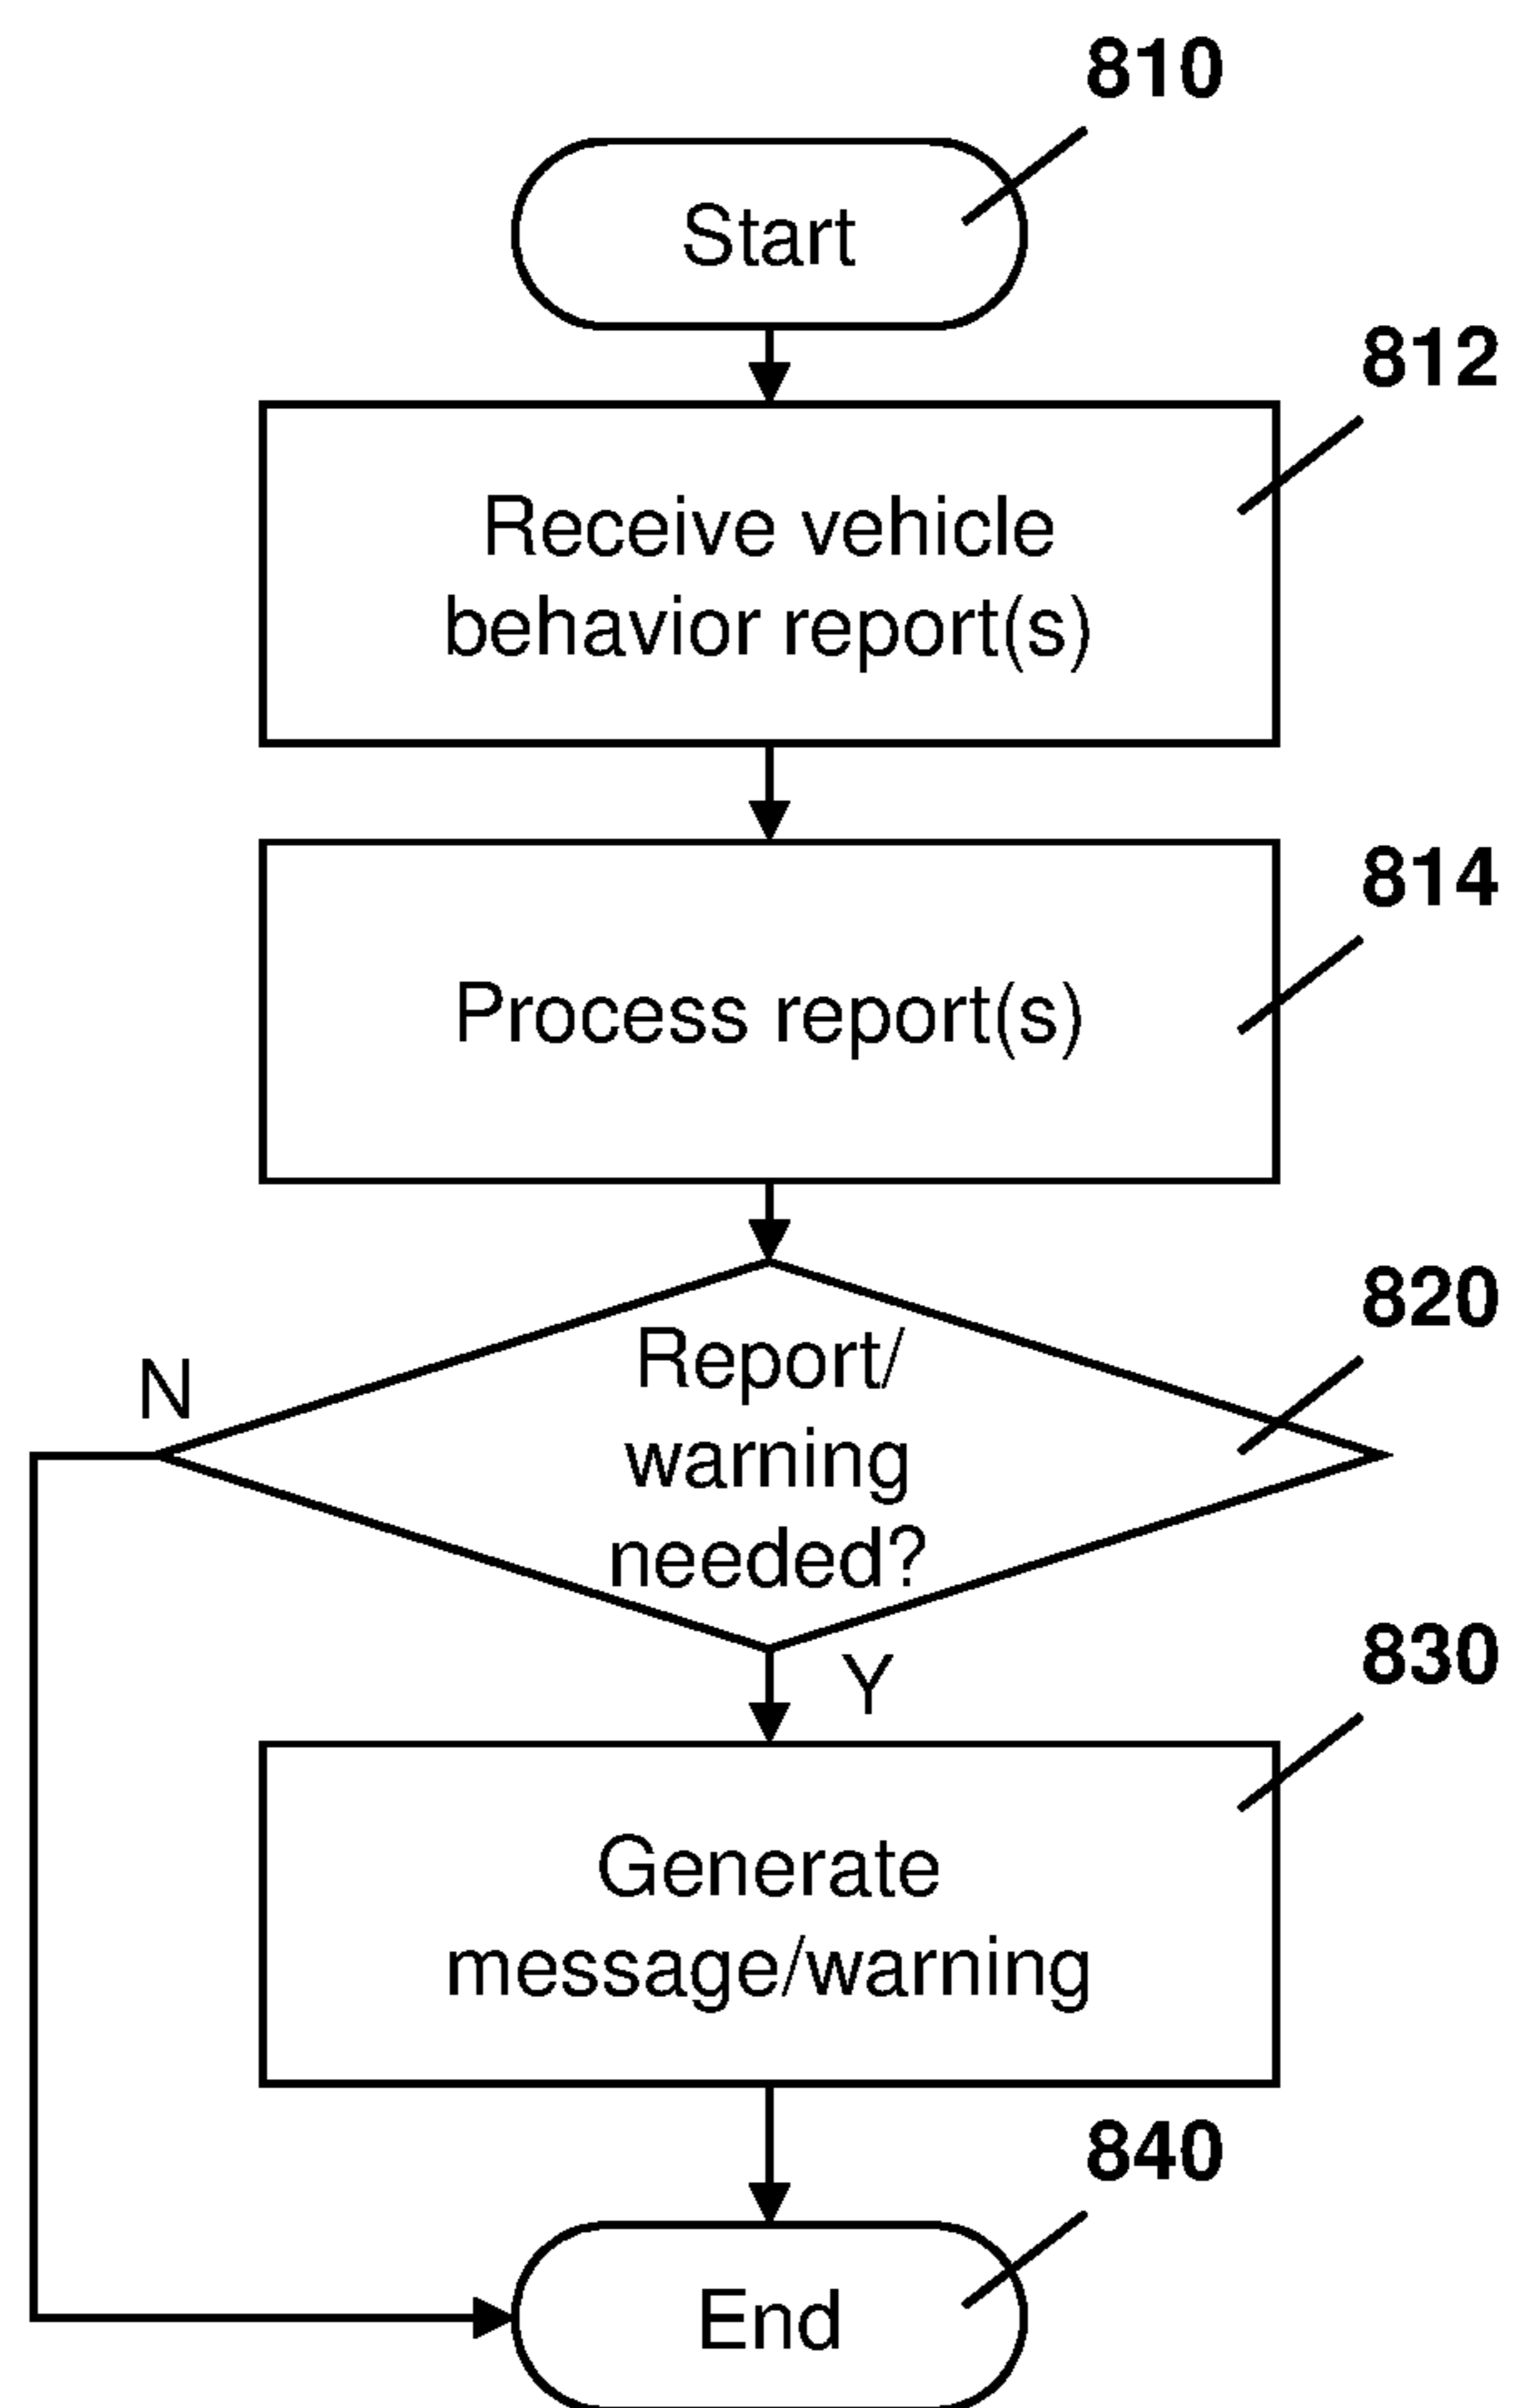 810
Start
812
Receive vehicle
behavior report(s)
814
Process report(s)
820
Report/
warning
needed?
N
Y
830
Generate
message/warning
840
End